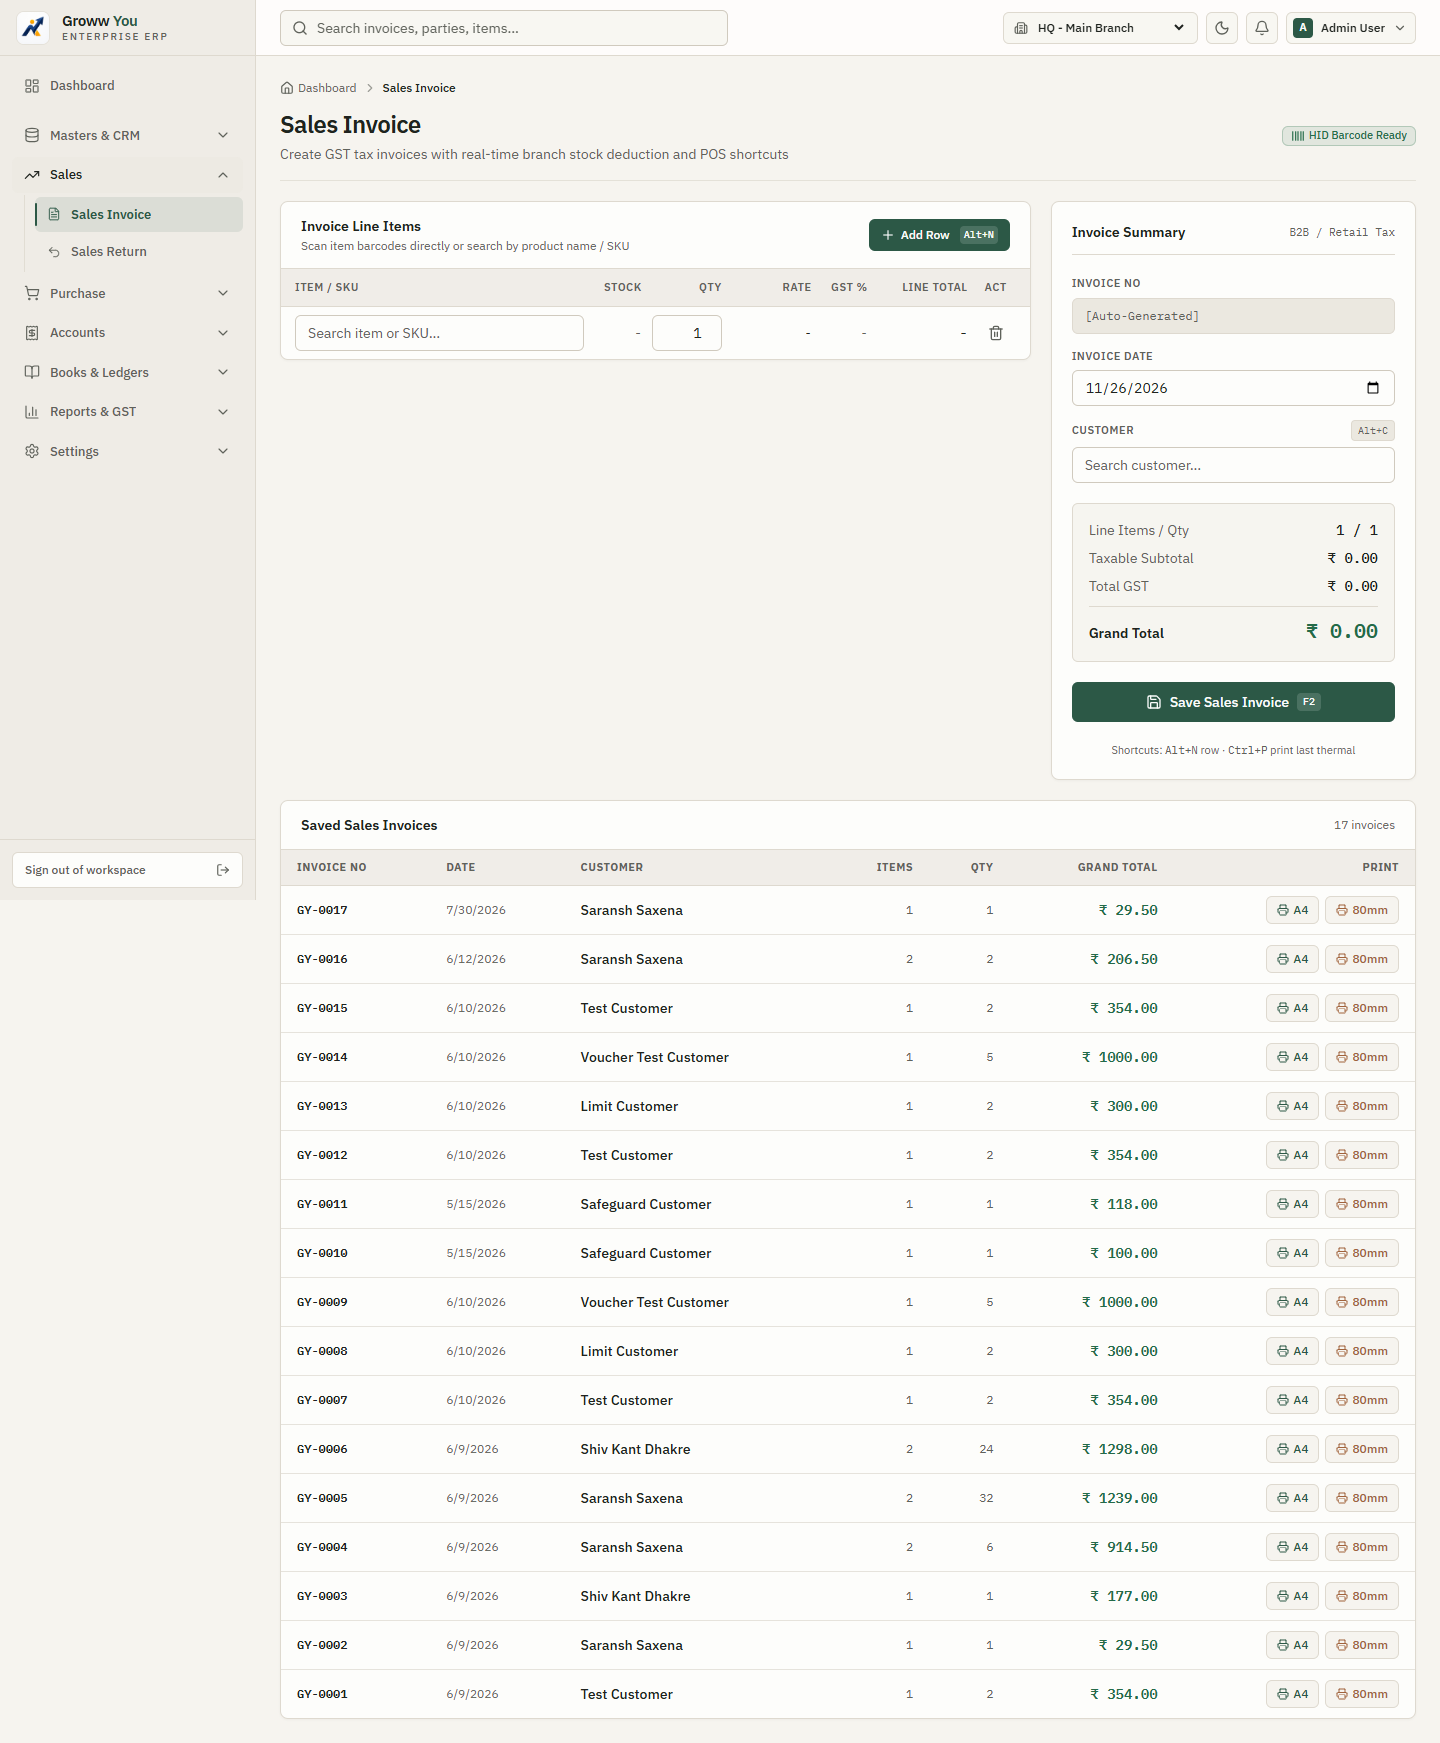 Groww You
ENTERPRISE ERP
Search invoices, parties, items...
HQ - Main Branch
A Admin User
Dashboard
Masters & CRM
Sales
Sales Invoice
Sales Return
Purchase
Accounts
Books & Ledgers
Reports & GST
Settings
Sign out of workspace
Dashboard > Sales Invoice
Sales Invoice
Create GST tax invoices with real-time branch stock deduction and POS shortcuts
HID Barcode Ready
Invoice Line Items
Scan item barcodes directly or search by product name / SKU
Add Row Alt+N
ITEM / SKU STOCK QTY RATE GST % LINE TOTAL ACT
Search item or SKU... - 1 - - -
Invoice Summary B2B / Retail Tax
INVOICE NO
[Auto-Generated]
INVOICE DATE
11/26/2026
CUSTOMER Alt+C
Search customer...
Line Items / Qty 1 / 1
Taxable Subtotal ₹ 0.00
Total GST ₹ 0.00
Grand Total ₹ 0.00
Save Sales Invoice F2
Shortcuts: Alt+N row · Ctrl+P print last thermal
Saved Sales Invoices 17 invoices
INVOICE NO DATE CUSTOMER ITEMS QTY GRAND TOTAL PRINT
GY-0017 7/30/2026 Saransh Saxena 1 1 ₹ 29.50 A4 80mm
GY-0016 6/12/2026 Saransh Saxena 2 2 ₹ 206.50 A4 80mm
GY-0015 6/10/2026 Test Customer 1 2 ₹ 354.00 A4 80mm
GY-0014 6/10/2026 Voucher Test Customer 1 5 ₹ 1000.00 A4 80mm
GY-0013 6/10/2026 Limit Customer 1 2 ₹ 300.00 A4 80mm
GY-0012 6/10/2026 Test Customer 1 2 ₹ 354.00 A4 80mm
GY-0011 5/15/2026 Safeguard Customer 1 1 ₹ 118.00 A4 80mm
GY-0010 5/15/2026 Safeguard Customer 1 1 ₹ 100.00 A4 80mm
GY-0009 6/10/2026 Voucher Test Customer 1 5 ₹ 1000.00 A4 80mm
GY-0008 6/10/2026 Limit Customer 1 2 ₹ 300.00 A4 80mm
GY-0007 6/10/2026 Test Customer 1 2 ₹ 354.00 A4 80mm
GY-0006 6/9/2026 Shiv Kant Dhakre 2 24 ₹ 1298.00 A4 80mm
GY-0005 6/9/2026 Saransh Saxena 2 32 ₹ 1239.00 A4 80mm
GY-0004 6/9/2026 Saransh Saxena 2 6 ₹ 914.50 A4 80mm
GY-0003 6/9/2026 Shiv Kant Dhakre 1 1 ₹ 177.00 A4 80mm
GY-0002 6/9/2026 Saransh Saxena 1 1 ₹ 29.50 A4 80mm
GY-0001 6/9/2026 Test Customer 1 2 ₹ 354.00 A4 80mm